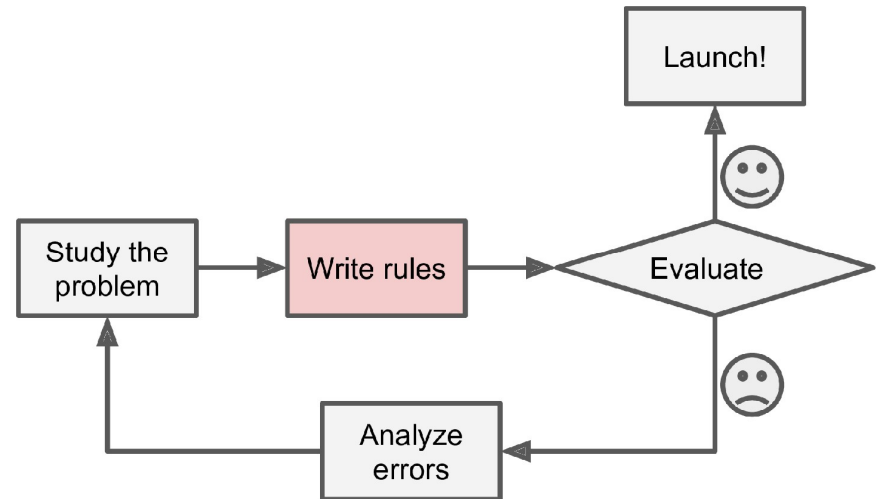 Launch!
Study the
problem
Write rules
Evaluate
Analyze
errors